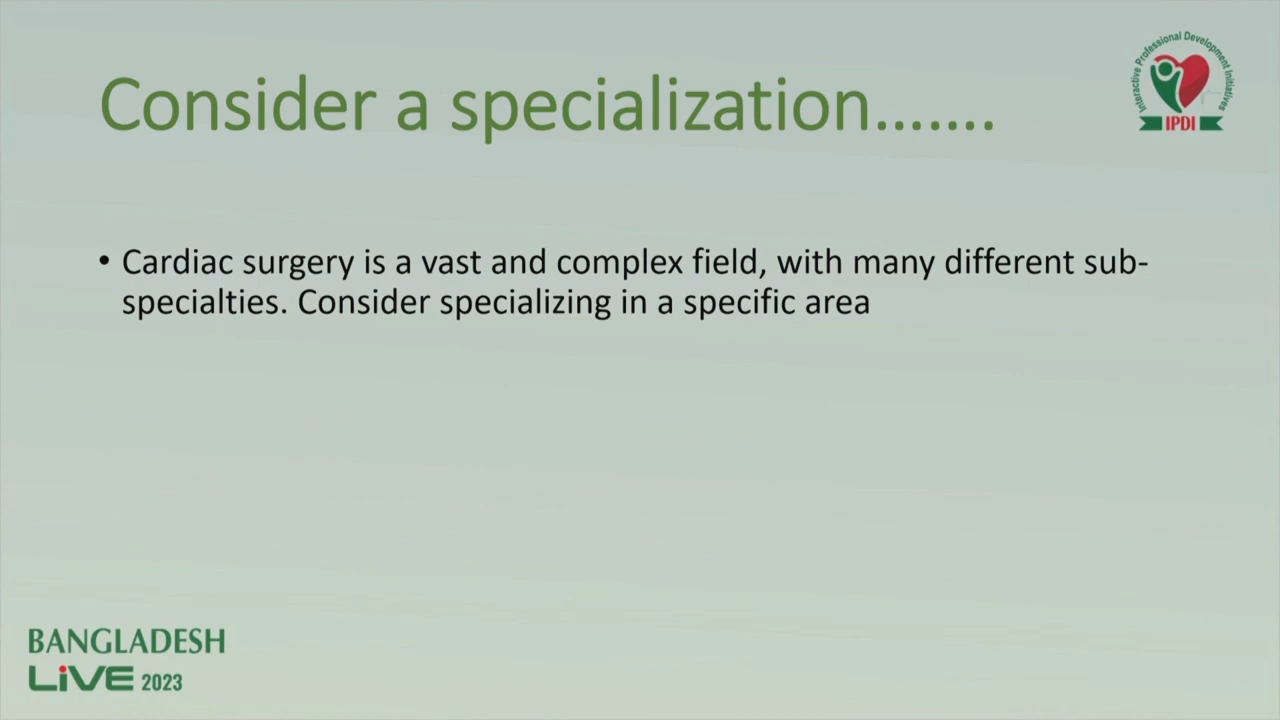 Consider a specialization.......
Interactive Professional Development Initiatives
IPDI
• Cardiac surgery is a vast and complex field, with many different sub-
specialties. Consider specializing in a specific area
BANGLADESH
LiVE 2023